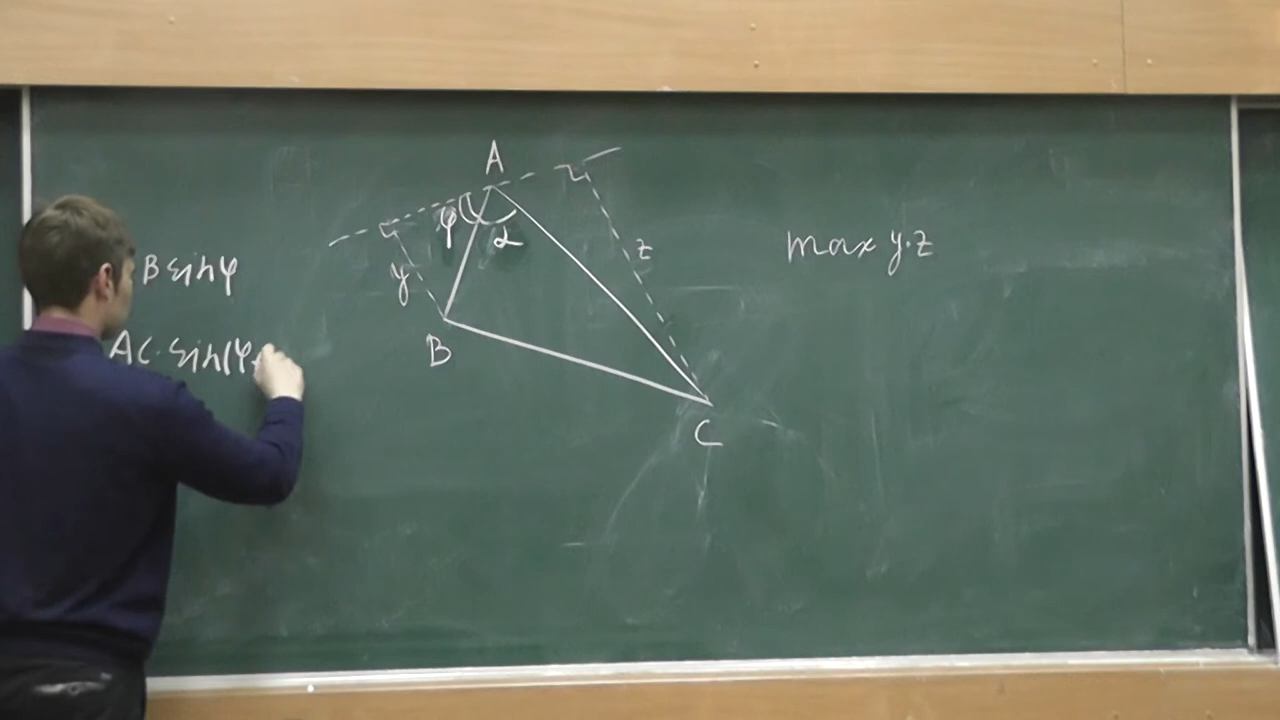 A
φ
α
z
y
B
C
max y·z
B sin φ
AC · sin(φ